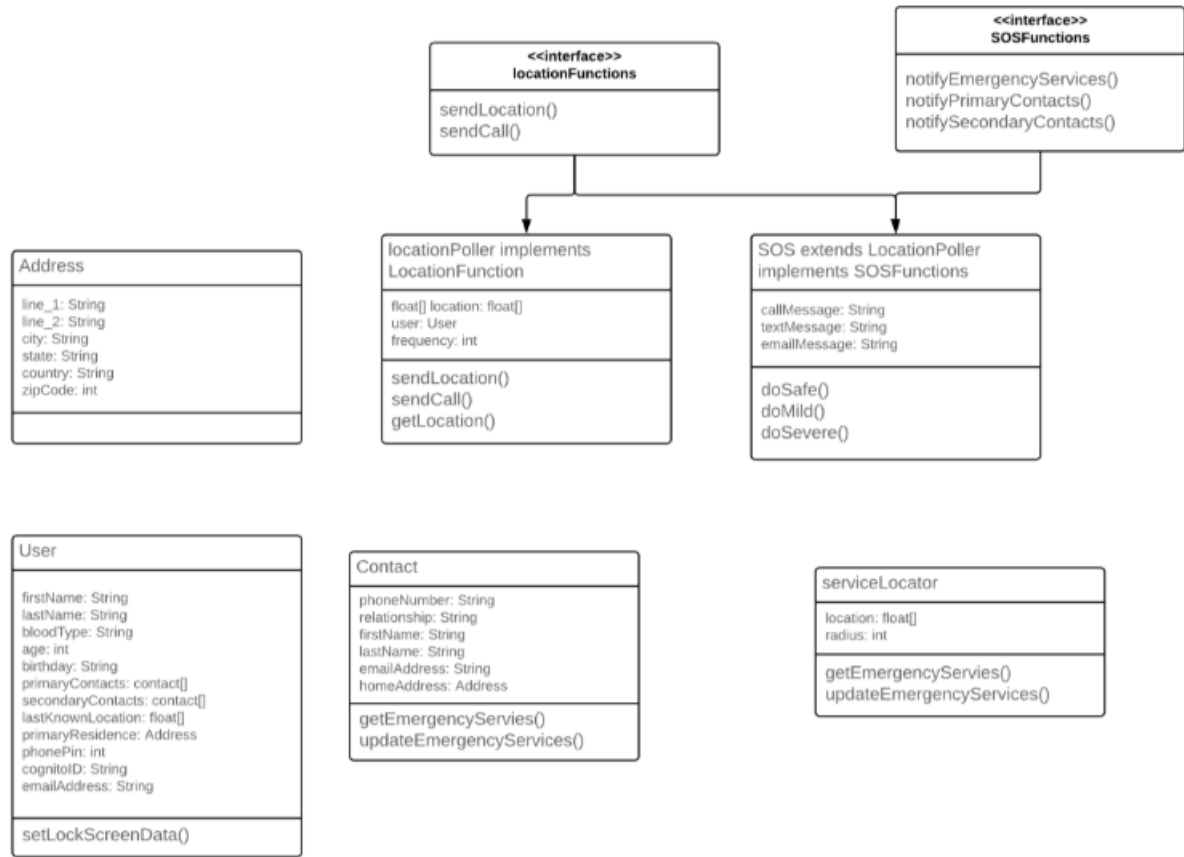 <<interface>>
SOSFunctions
notifyEmergencyServices()
notifyPrimaryContacts()
notifySecondaryContacts()
<<interface>>
locationFunctions
sendLocation()
sendCall()
Address
line_1: String
line_2: String
city: String
state: String
country: String
zipCode: int
locationPoller implements
LocationFunction
float[] location: float[]
user: User
frequency: int
sendLocation()
sendCall()
getLocation()
SOS extends LocationPoller
implements SOSFunctions
callMessage: String
textMessage: String
emailMessage: String
doSafe()
doMild()
doSevere()
User
firstName: String
lastName: String
bloodType: String
age: int
birthday: String
primaryContacts: contact[]
secondaryContacts: contact[]
lastKnownLocation: float[]
primaryResidence: Address
phonePin: int
cognitoID: String
emailAddress: String
setLockScreenData()
Contact
phoneNumber: String
relationship: String
firstName: String
lastName: String
emailAddress: String
homeAddress: Address
getEmergencyServies()
updateEmergencyServices()
serviceLocator
location: float[]
radius: int
getEmergencyServies()
updateEmergencyServices()